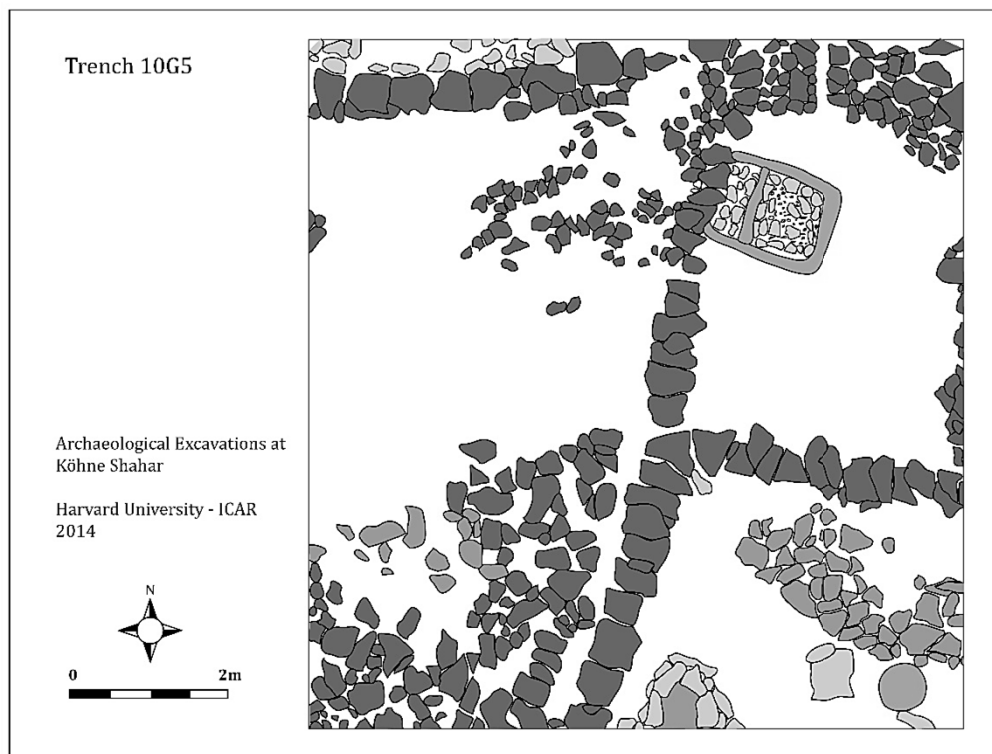 Trench 10G5
Archaeological Excavations at
Köhne Shahar
Harvard University - ICAR
2014
N
0 2m